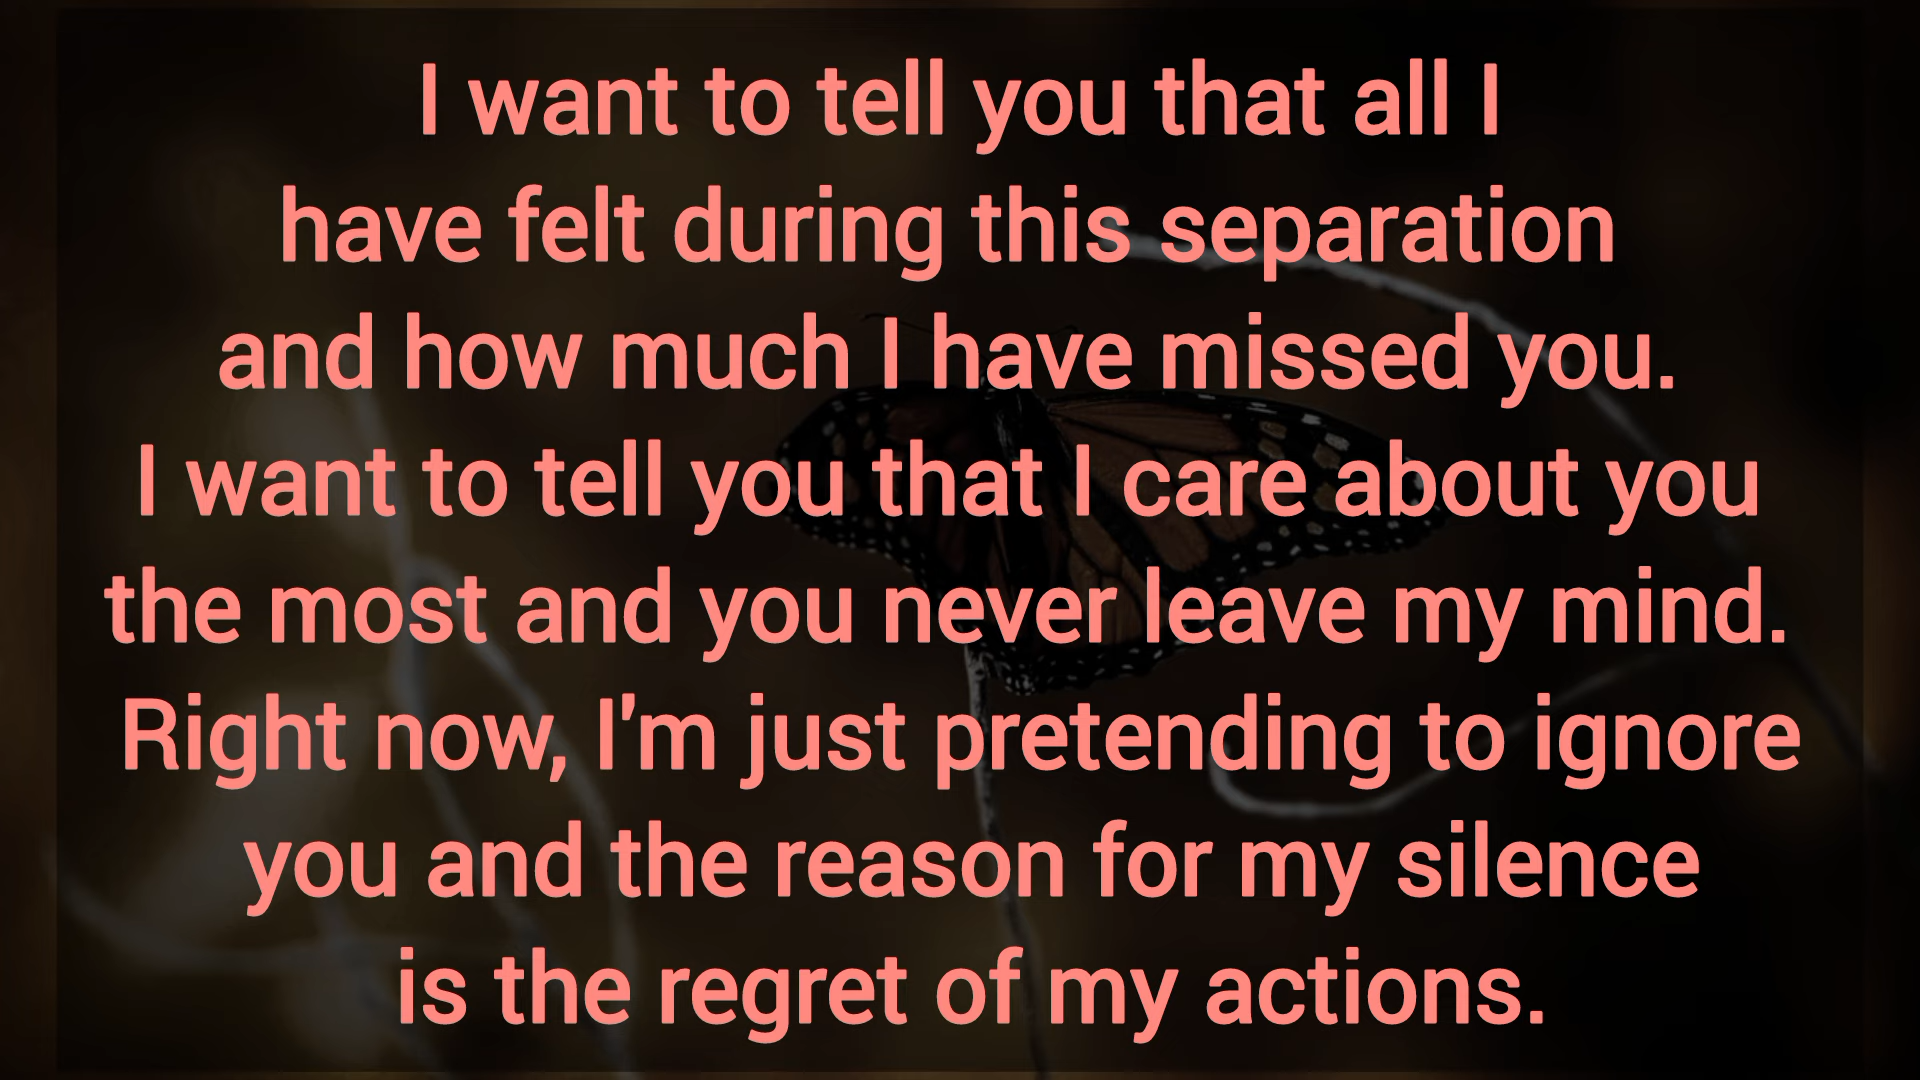 I want to tell you that all I
have felt during this separation
and how much I have missed you.
I want to tell you that I care about you
the most and you never leave my mind.
Right now, I'm just pretending to ignore
you and the reason for my silence
is the regret of my actions.